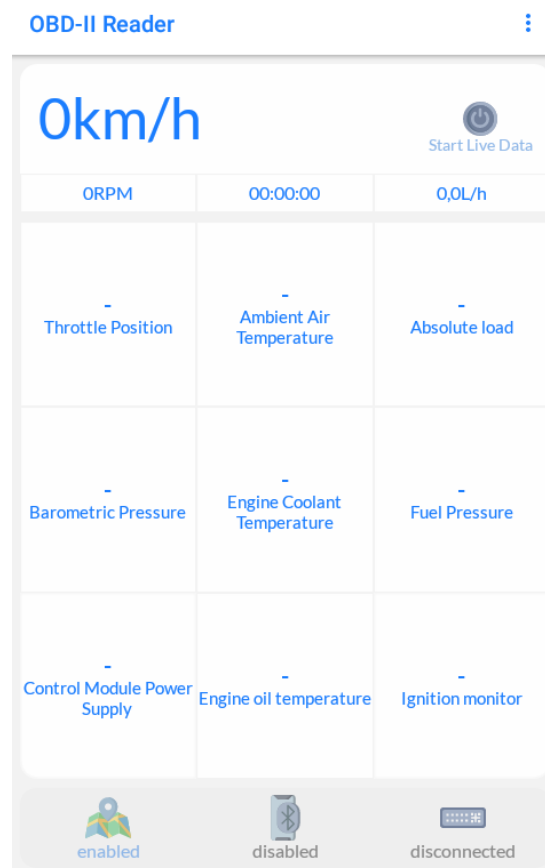 OBD-II Reader
0km/h
Start Live Data
0RPM
00:00:00
0,0L/h
-
Throttle Position
-
Ambient Air
Temperature
-
Absolute load
-
Barometric Pressure
-
Engine Coolant
Temperature
-
Fuel Pressure
-
Control Module Power
Supply
-
Engine oil temperature
-
Ignition monitor
enabled
disabled
disconnected